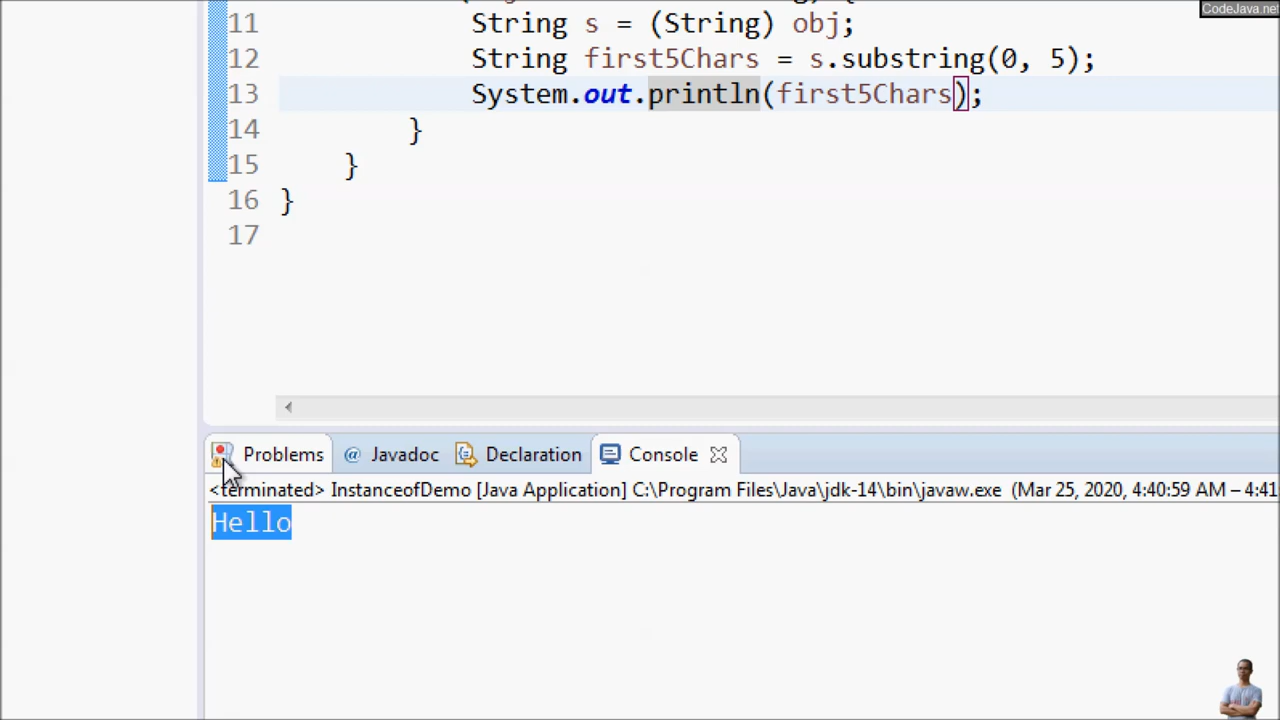 CodeJava.net
11 String s = (String) obj;
12 String first5Chars = s.substring(0, 5);
13 System.out.println(first5Chars);
14 }
15 }
16 }
17
Problems @ Javadoc Declaration Console
<terminated> InstanceofDemo [Java Application] C:\Program Files\Java\jdk-14\bin\javaw.exe (Mar 25, 2020, 4:40:59 AM – 4:41
Hello